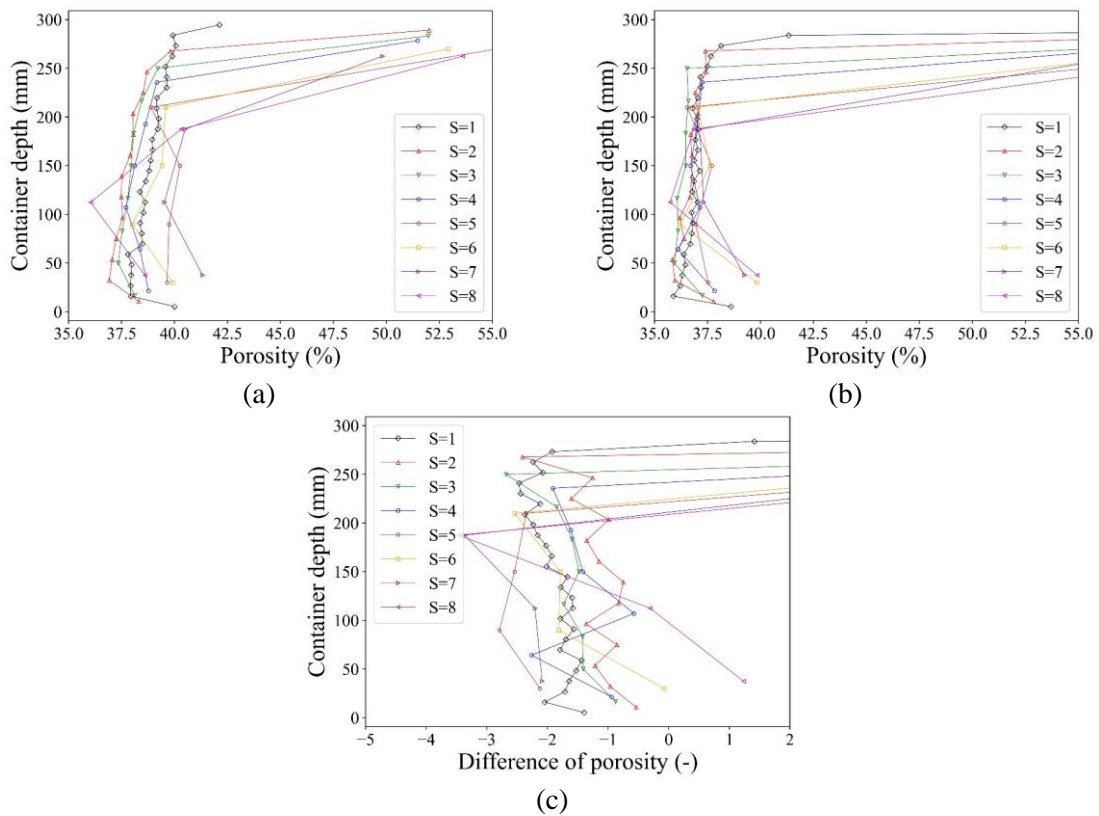 300
250
200
150
100
50
0
Container depth (mm)
35.0 37.5 40.0 42.5 45.0 47.5 50.0 52.5 55.0
Porosity (%)
S=1
S=2
S=3
S=4
S=5
S=6
S=7
S=8
(a)
300
250
200
150
100
50
0
Container depth (mm)
35.0 37.5 40.0 42.5 45.0 47.5 50.0 52.5 55.0
Porosity (%)
S=1
S=2
S=3
S=4
S=5
S=6
S=7
S=8
(b)
300
250
200
150
100
50
0
Container depth (mm)
−5 −4 −3 −2 −1 0 1 2
Difference of porosity (-)
S=1
S=2
S=3
S=4
S=5
S=6
S=7
S=8
(c)